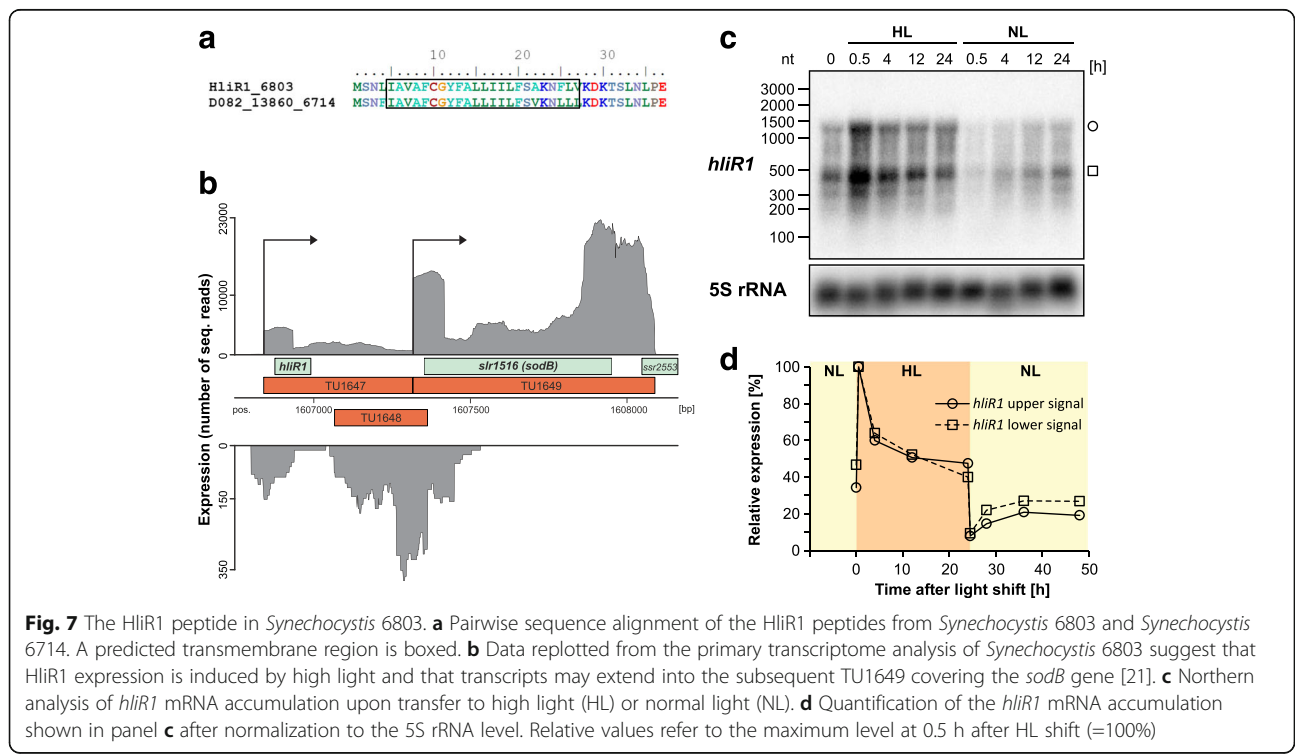 a
10 20 30
HliR1_6803 MSNLIAVAFCGYFALLIILFSAKNFLVKDKTSLNLPE
D082_13860_6714 MSNFIAVAFCGYFALLIILFSVKNLLLKDKTSLNLPE
b
Expression (number of seq. reads)
23000
10000
0
hliR1 slr1516 (sodB) ssr2553
TU1647 TU1649
pos. 1607000 1607500 1608000 [bp]
TU1648
0
150
350
c
HL NL
nt 0 0.5 4 12 24 0.5 4 12 24 [h]
3000
2000
1500
1000
hliR1
500
300
200
100
5S rRNA
d
Relative expression [%]
100
80
60
40
20
0
NL HL NL
hliR1 upper signal
hliR1 lower signal
0 10 20 30 40 50
Time after light shift [h]
Fig. 7 The HliR1 peptide in Synechocystis 6803. a Pairwise sequence alignment of the HliR1 peptides from Synechocystis 6803 and Synechocystis
6714. A predicted transmembrane region is boxed. b Data replotted from the primary transcriptome analysis of Synechocystis 6803 suggest that
HliR1 expression is induced by high light and that transcripts may extend into the subsequent TU1649 covering the sodB gene [21]. c Northern
analysis of hliR1 mRNA accumulation upon transfer to high light (HL) or normal light (NL). d Quantification of the hliR1 mRNA accumulation
shown in panel c after normalization to the 5S rRNA level. Relative values refer to the maximum level at 0.5 h after HL shift (=100%)